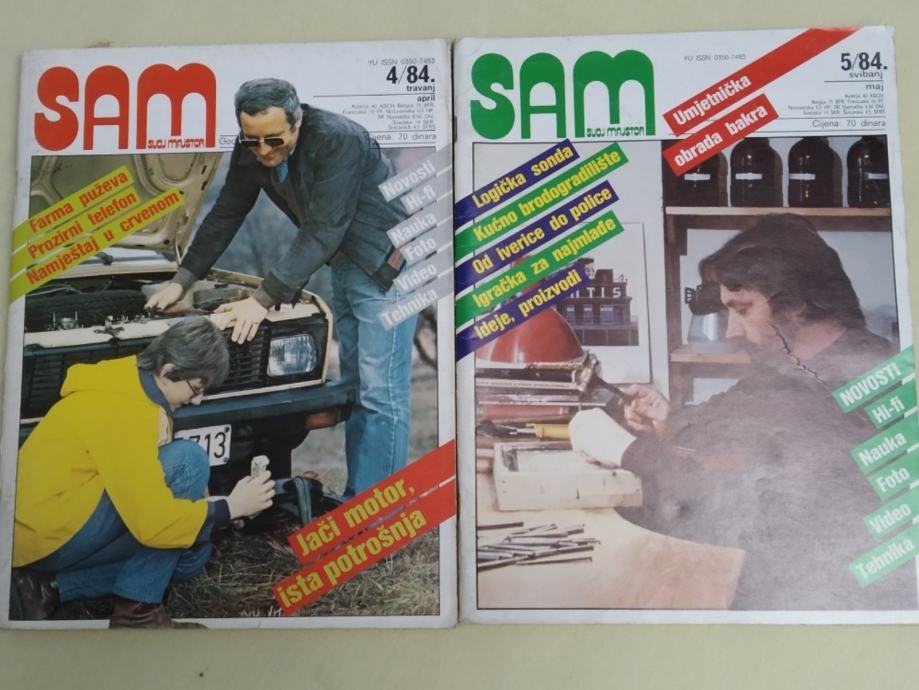 SAM
SVOJ MAJSTOR
YU ISSN 0350-7483
4/84.
travanj
april
Cijena: 70 dinara
Farma puževa
Prozirni telefon
Namještaj u crvenom
Novosti
Hi-fi
Nauka
Foto
Video
Tehnika
713
Jači motor,
ista potrošnja
SAM
SVOJ MAJSTOR
YU ISSN 0350-7483
5/84.
svibanj
maj
Cijena: 70 dinara
Umjetnička
obrada bakra
Logička sonda
Kućno brodogradilište
Od iverice do police
Igračka za najmlađe
Ideje, proizvodi
NOVOSTI
Hi-fi
Nauka
Foto
Video
Tehnika